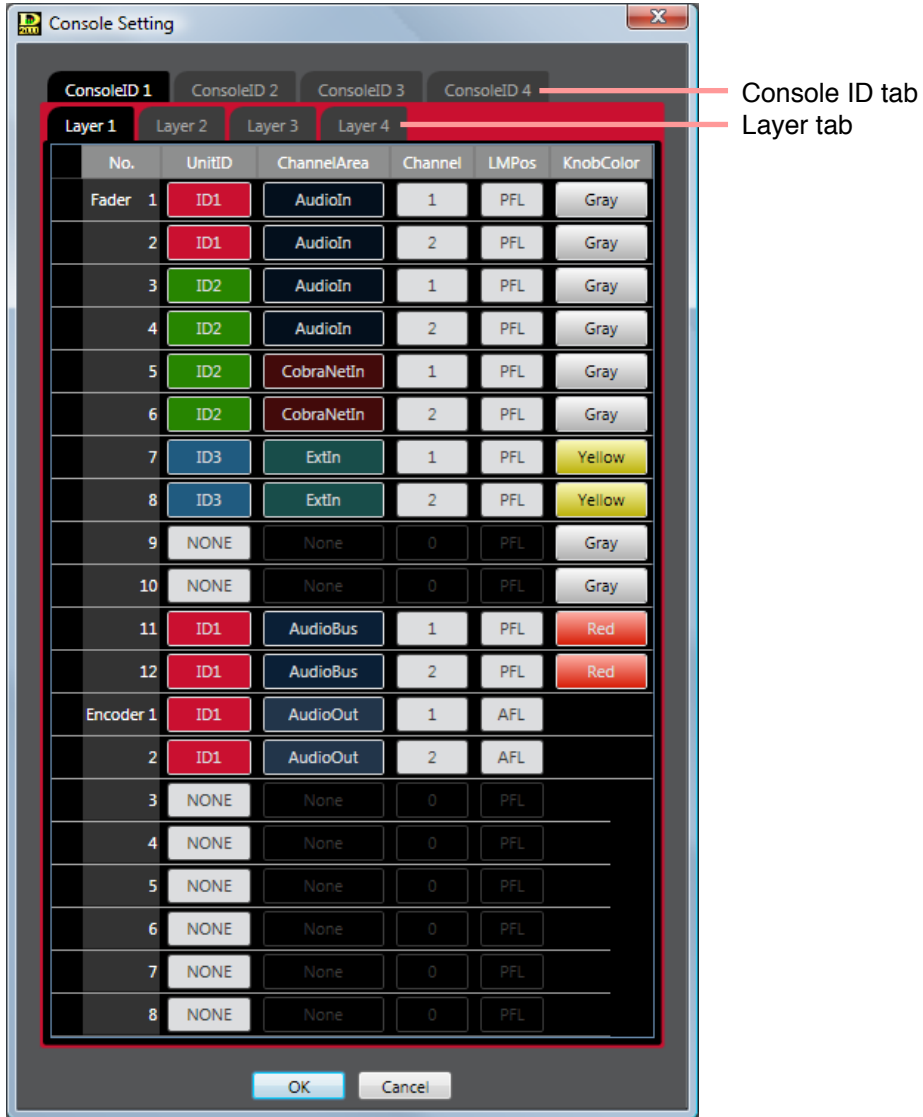 Console Setting
ConsoleID 1 ConsoleID 2 ConsoleID 3 ConsoleID 4 Console ID tab
Layer 1 Layer 2 Layer 3 Layer 4 Layer tab
No. UnitID ChannelArea Channel LMPos KnobColor
Fader 1 ID1 AudioIn 1 PFL Gray
2 ID1 AudioIn 2 PFL Gray
3 ID2 AudioIn 1 PFL Gray
4 ID2 AudioIn 2 PFL Gray
5 ID2 CobraNetIn 1 PFL Gray
6 ID2 CobraNetIn 2 PFL Gray
7 ID3 ExtIn 1 PFL Yellow
8 ID3 ExtIn 2 PFL Yellow
9 NONE None 0 PFL Gray
10 NONE None 0 PFL Gray
11 ID1 AudioBus 1 PFL Red
12 ID1 AudioBus 2 PFL Red
Encoder 1 ID1 AudioOut 1 AFL
2 ID1 AudioOut 2 AFL
3 NONE None 0 PFL
4 NONE None 0 PFL
5 NONE None 0 PFL
6 NONE None 0 PFL
7 NONE None 0 PFL
8 NONE None 0 PFL
OK Cancel